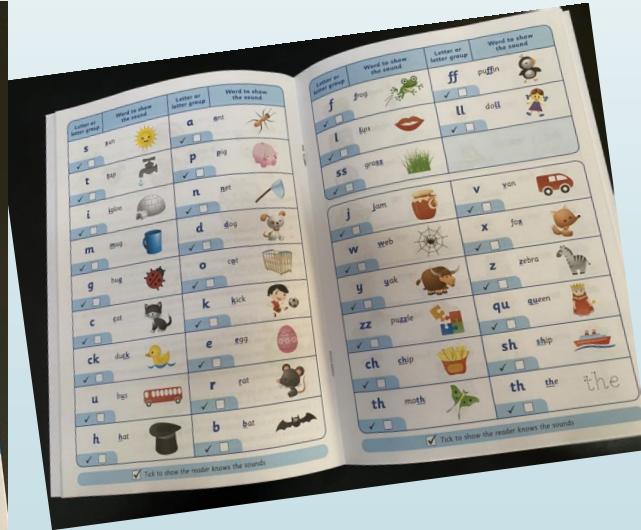 Letter or letter group Word to show the sound Letter or letter group Word to show the sound
s sun a ant
t tap p pig
i igloo n net
m mug d dog
g bug o cot
c cat k kick
ck duck e egg
u bus r rat
h hat b bat
Tick to show the reader knows the sounds
Letter or letter group Word to show the sound Letter or letter group Word to show the sound
f frog ff puffin
l lips ll doll
ss grass
j jam v van
w web x fox
y yak z zebra
zz puzzle qu queen
ch chip sh ship
th moth th the the
Tick to show the reader knows the sounds